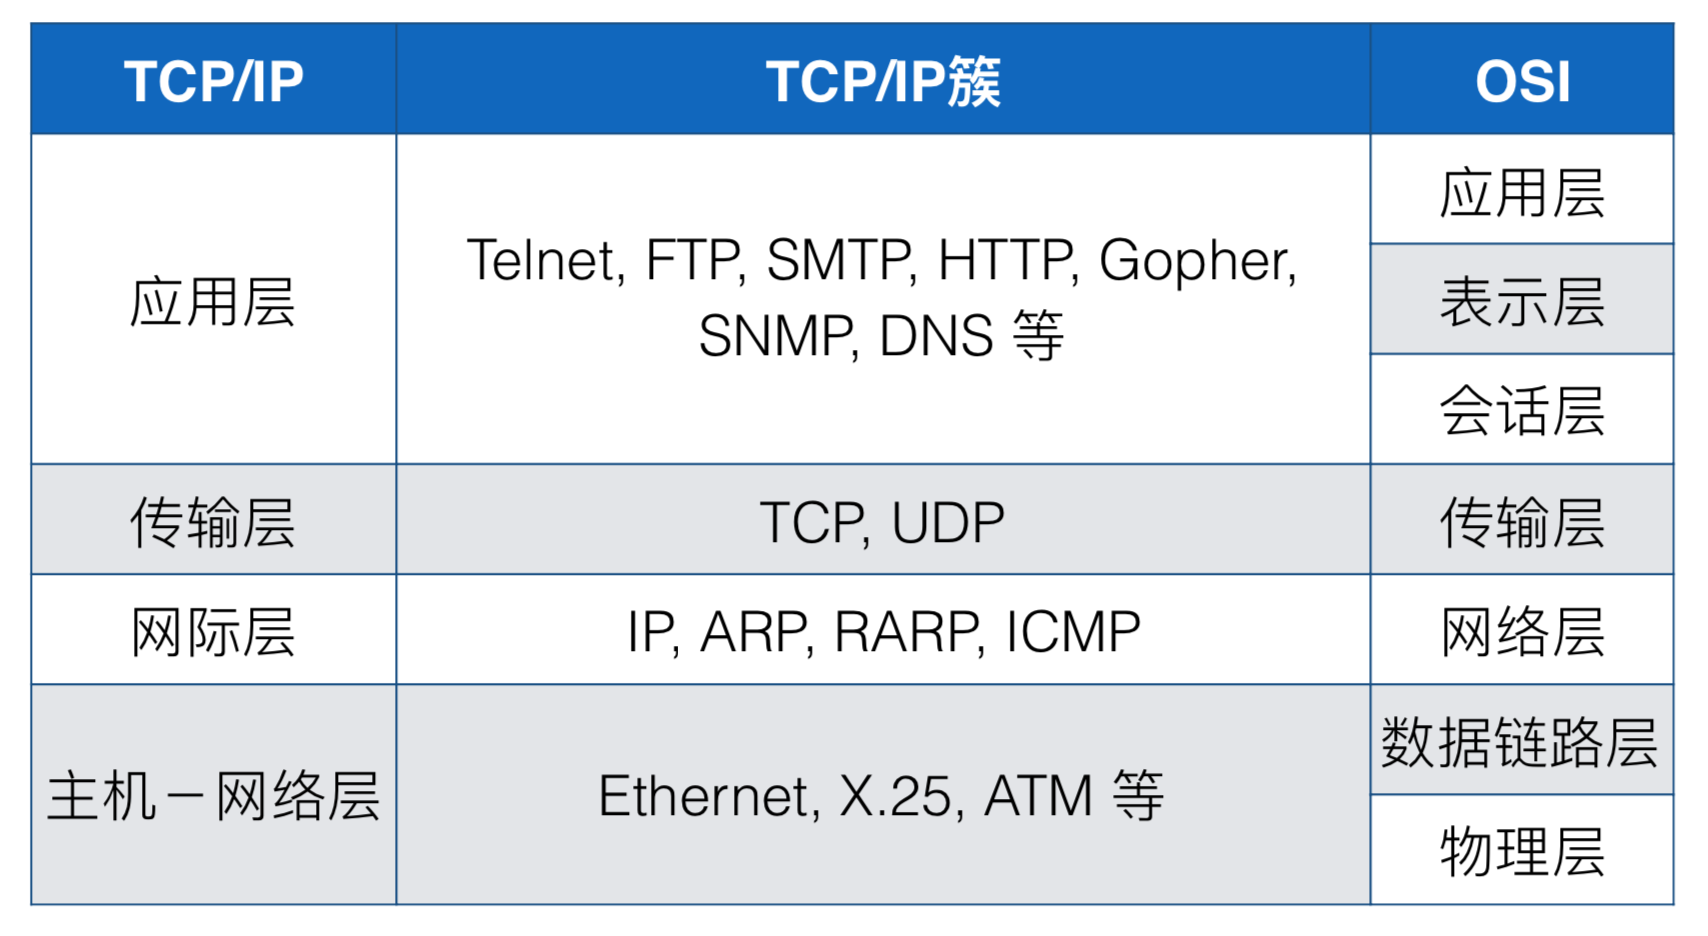 TCP/IP
TCP/IP簇
OSI
应用层
Telnet, FTP, SMTP, HTTP, Gopher,
SNMP, DNS 等
应用层
表示层
会话层
传输层
TCP, UDP
传输层
网际层
IP, ARP, RARP, ICMP
网络层
主机－网络层
Ethernet, X.25, ATM 等
数据链路层
物理层